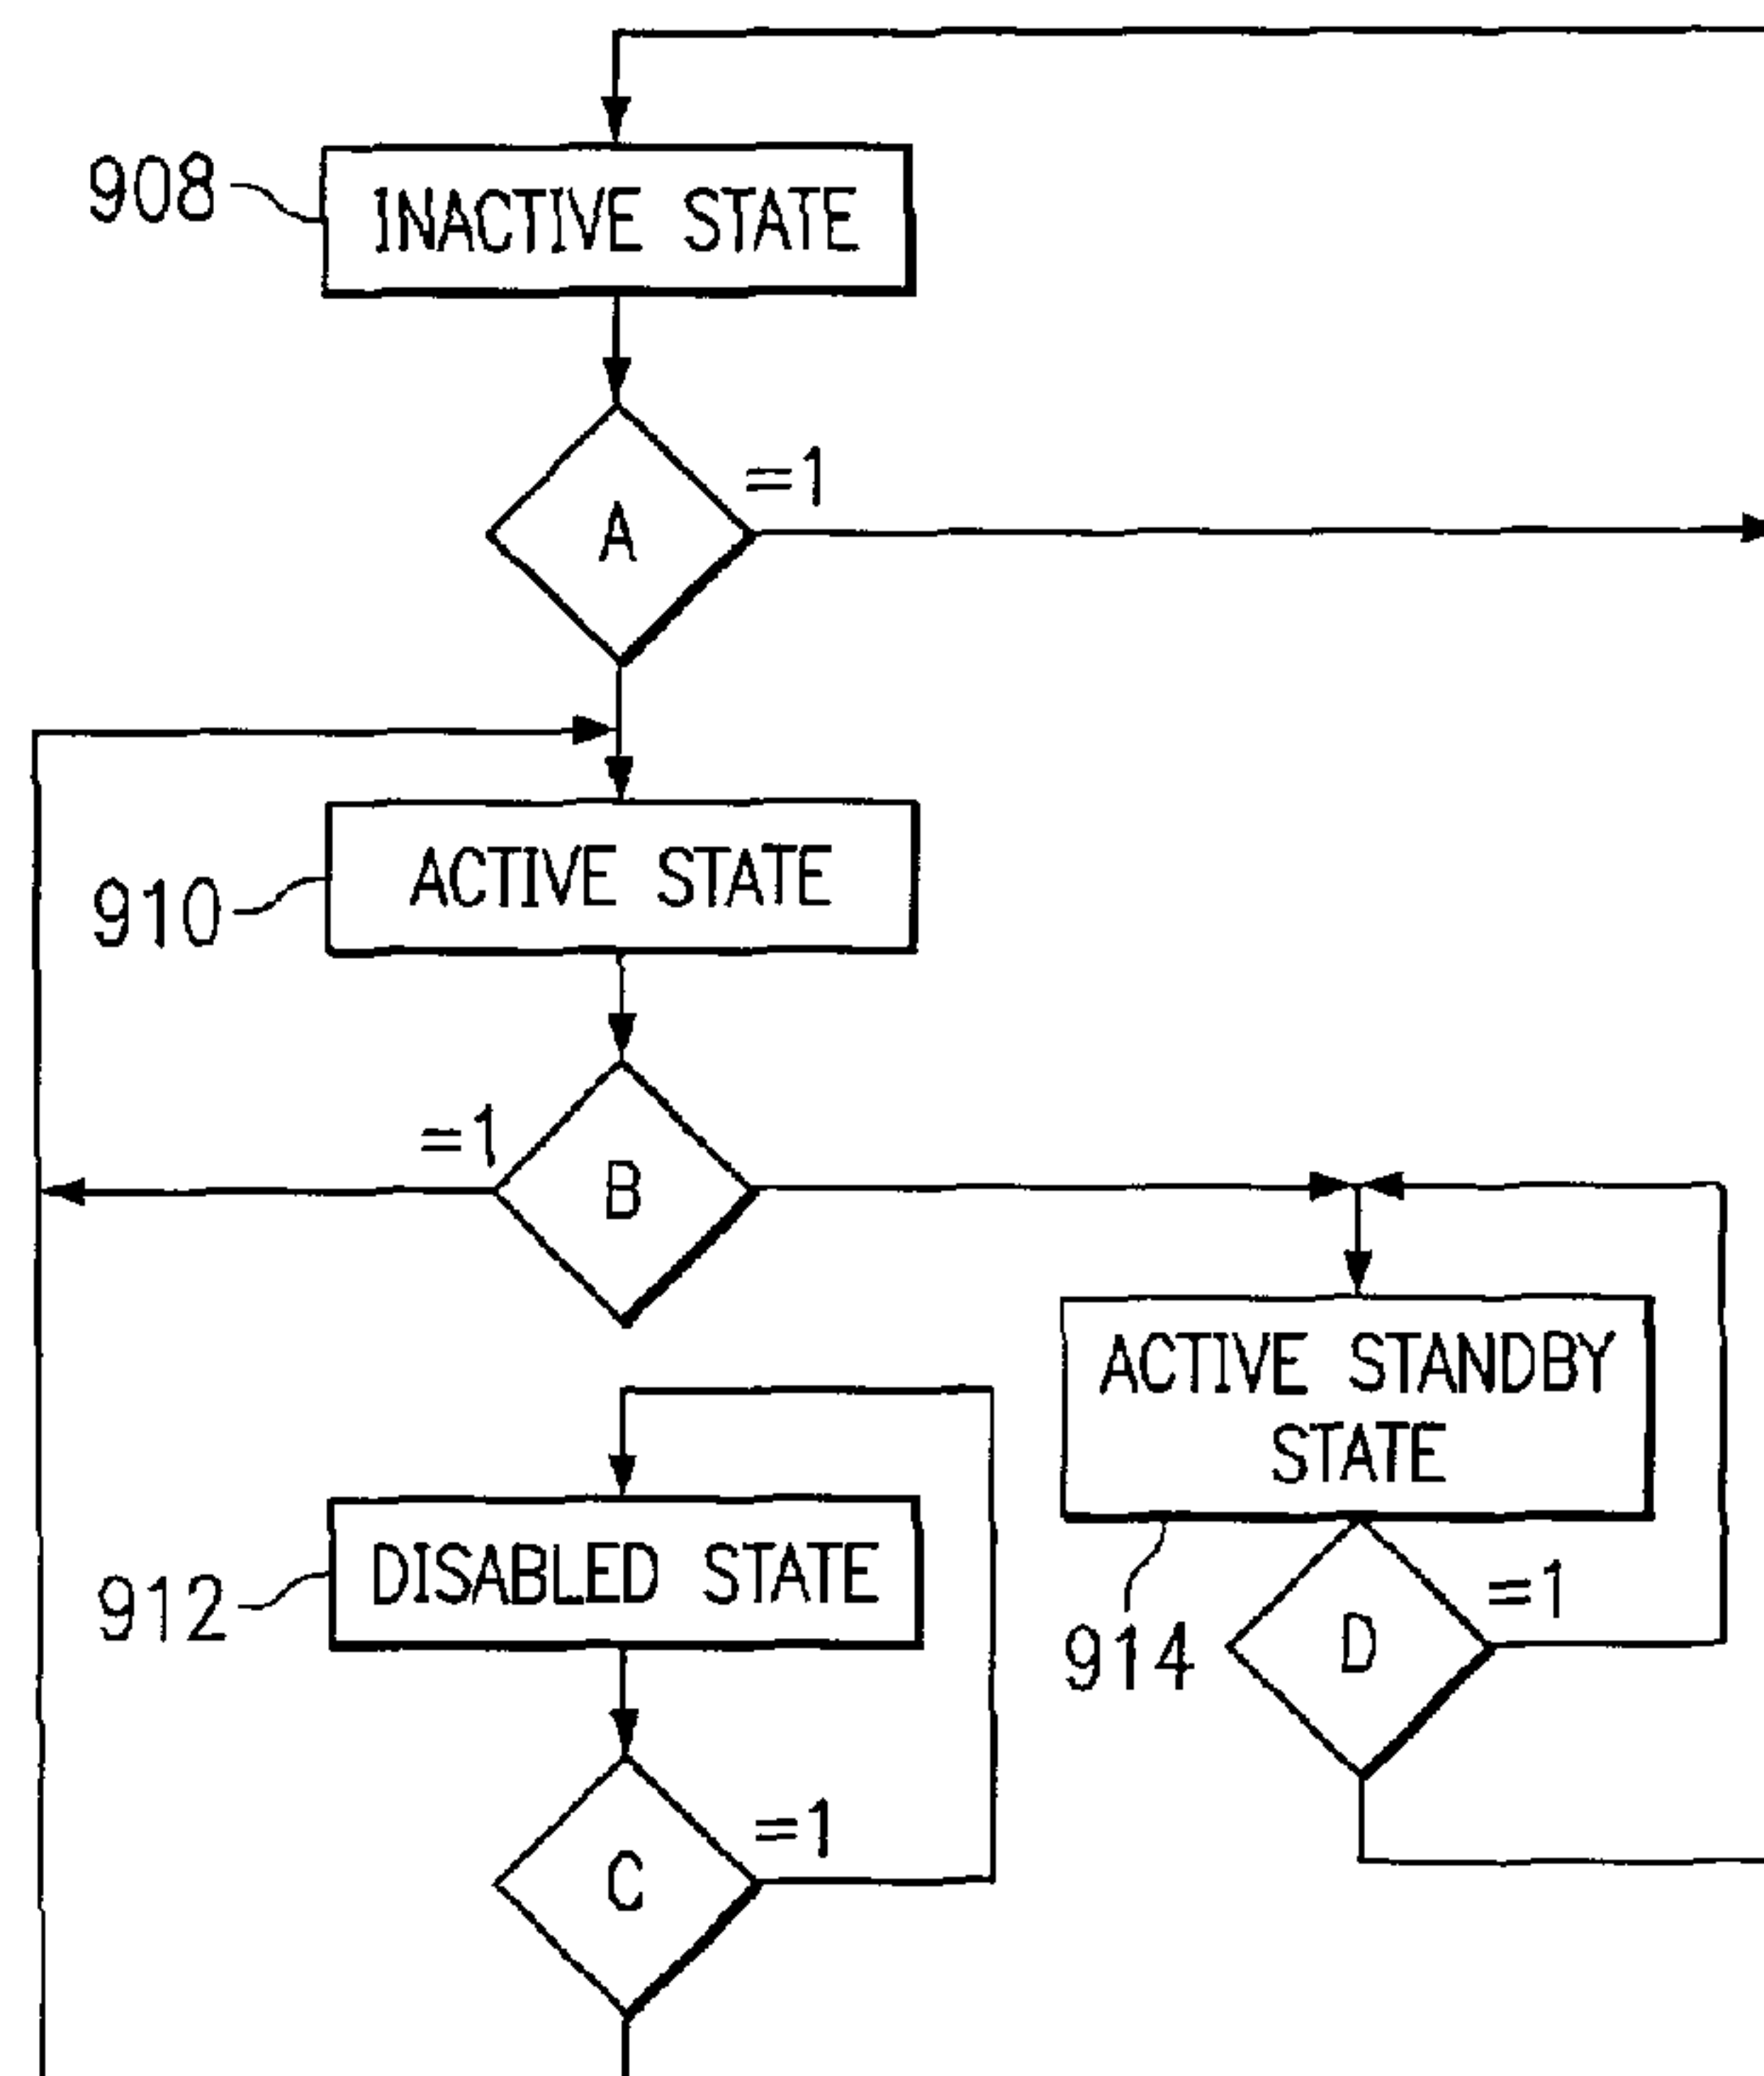 908
INACTIVE STATE
=1
A
ACTIVE STATE
910
=1
B
ACTIVE STANDBY
STATE
DISABLED STATE
912
=1
D
914
=1
C